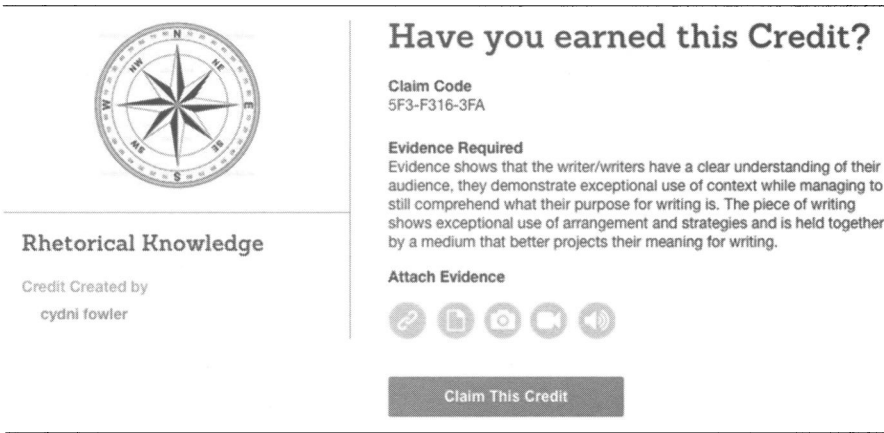 N
NE
E
SE
S
SW
W
NW
Rhetorical Knowledge
Credit Created by
cydni fowler
Have you earned this Credit?
Claim Code
5F3-F316-3FA
Evidence Required
Evidence shows that the writer/writers have a clear understanding of their
audience, they demonstrate exceptional use of context while managing to
still comprehend what their purpose for writing is. The piece of writing
shows exceptional use of arrangement and strategies and is held together
by a medium that better projects their meaning for writing.
Attach Evidence
Claim This Credit